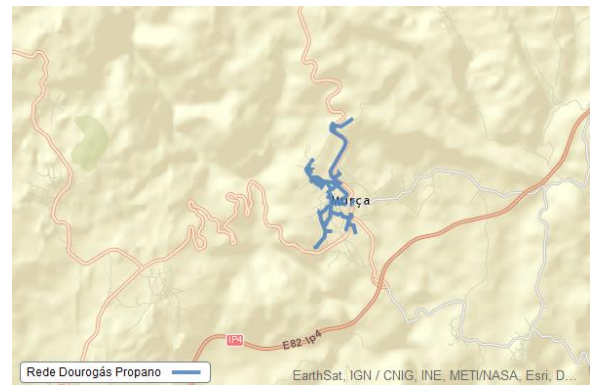 Murça
E82 Ip4
IP4
Rede Dourogás Propano
EarthSat, IGN / CNIG, INE, METI/NASA, Esri, D...